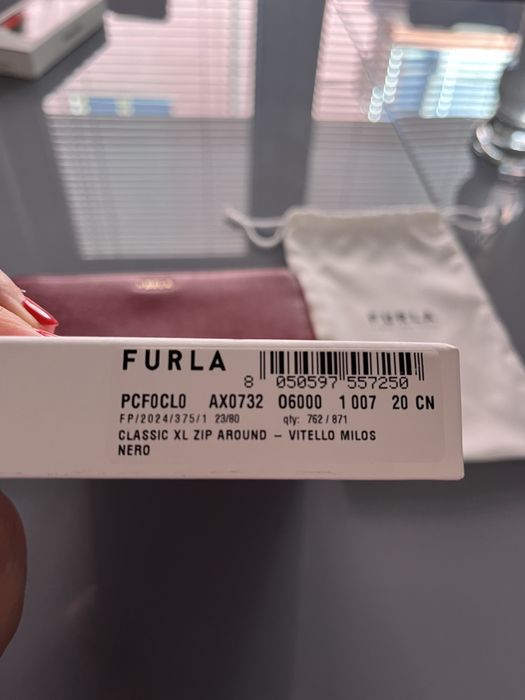 FURLA
FURLA
8 050597 557250
PCF0CL0 AX0732 O6000 1 007 20 CN
FP/2024/375/1 23/80 qty: 762 / 871
CLASSIC XL ZIP AROUND – VITELLO MILOS
NERO